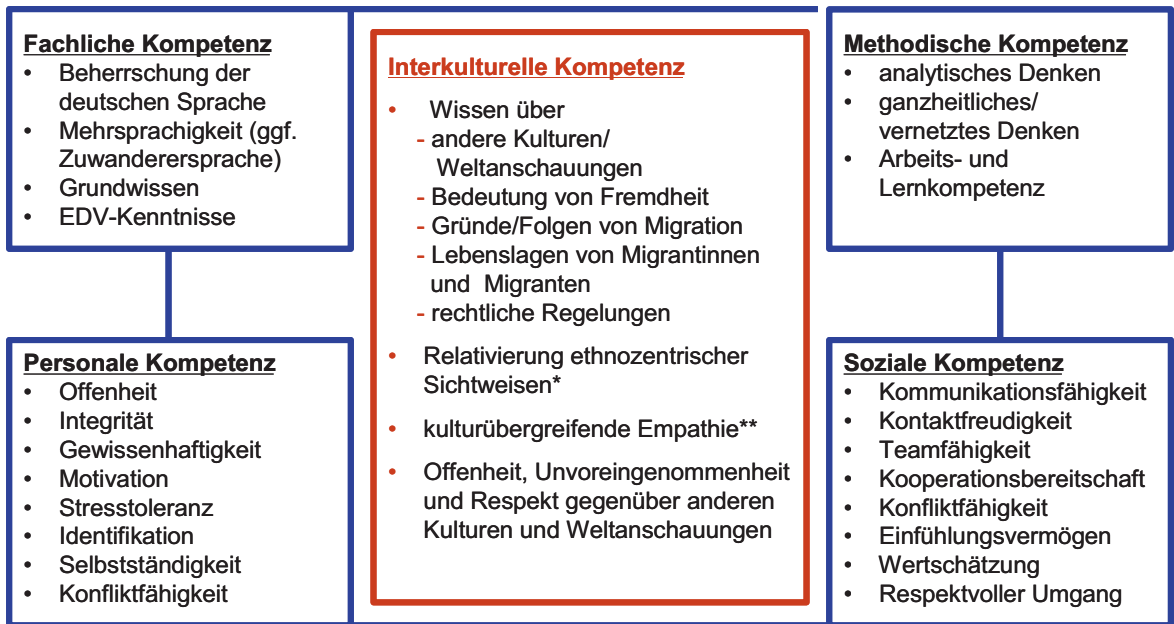 Fachliche Kompetenz
• Beherrschung der
deutschen Sprache
• Mehrsprachigkeit (ggf.
Zuwanderersprache)
• Grundwissen
• EDV-Kenntnisse
Personale Kompetenz
• Offenheit
• Integrität
• Gewissenhaftigkeit
• Motivation
• Stresstoleranz
• Identifikation
• Selbstständigkeit
• Konfliktfähigkeit
Interkulturelle Kompetenz
• Wissen über
- andere Kulturen/
Weltanschauungen
- Bedeutung von Fremdheit
- Gründe/Folgen von Migration
- Lebenslagen von Migrantinnen
und Migranten
- rechtliche Regelungen
• Relativierung ethnozentrischer
Sichtweisen*
• kulturübergreifende Empathie**
• Offenheit, Unvoreingenommenheit
und Respekt gegenüber anderen
Kulturen und Weltanschauungen
Methodische Kompetenz
• analytisches Denken
• ganzheitliches/
vernetztes Denken
• Arbeits- und
Lernkompetenz
Soziale Kompetenz
• Kommunikationsfähigkeit
• Kontaktfreudigkeit
• Teamfähigkeit
• Kooperationsbereitschaft
• Konfliktfähigkeit
• Einfühlungsvermögen
• Wertschätzung
• Respektvoller Umgang